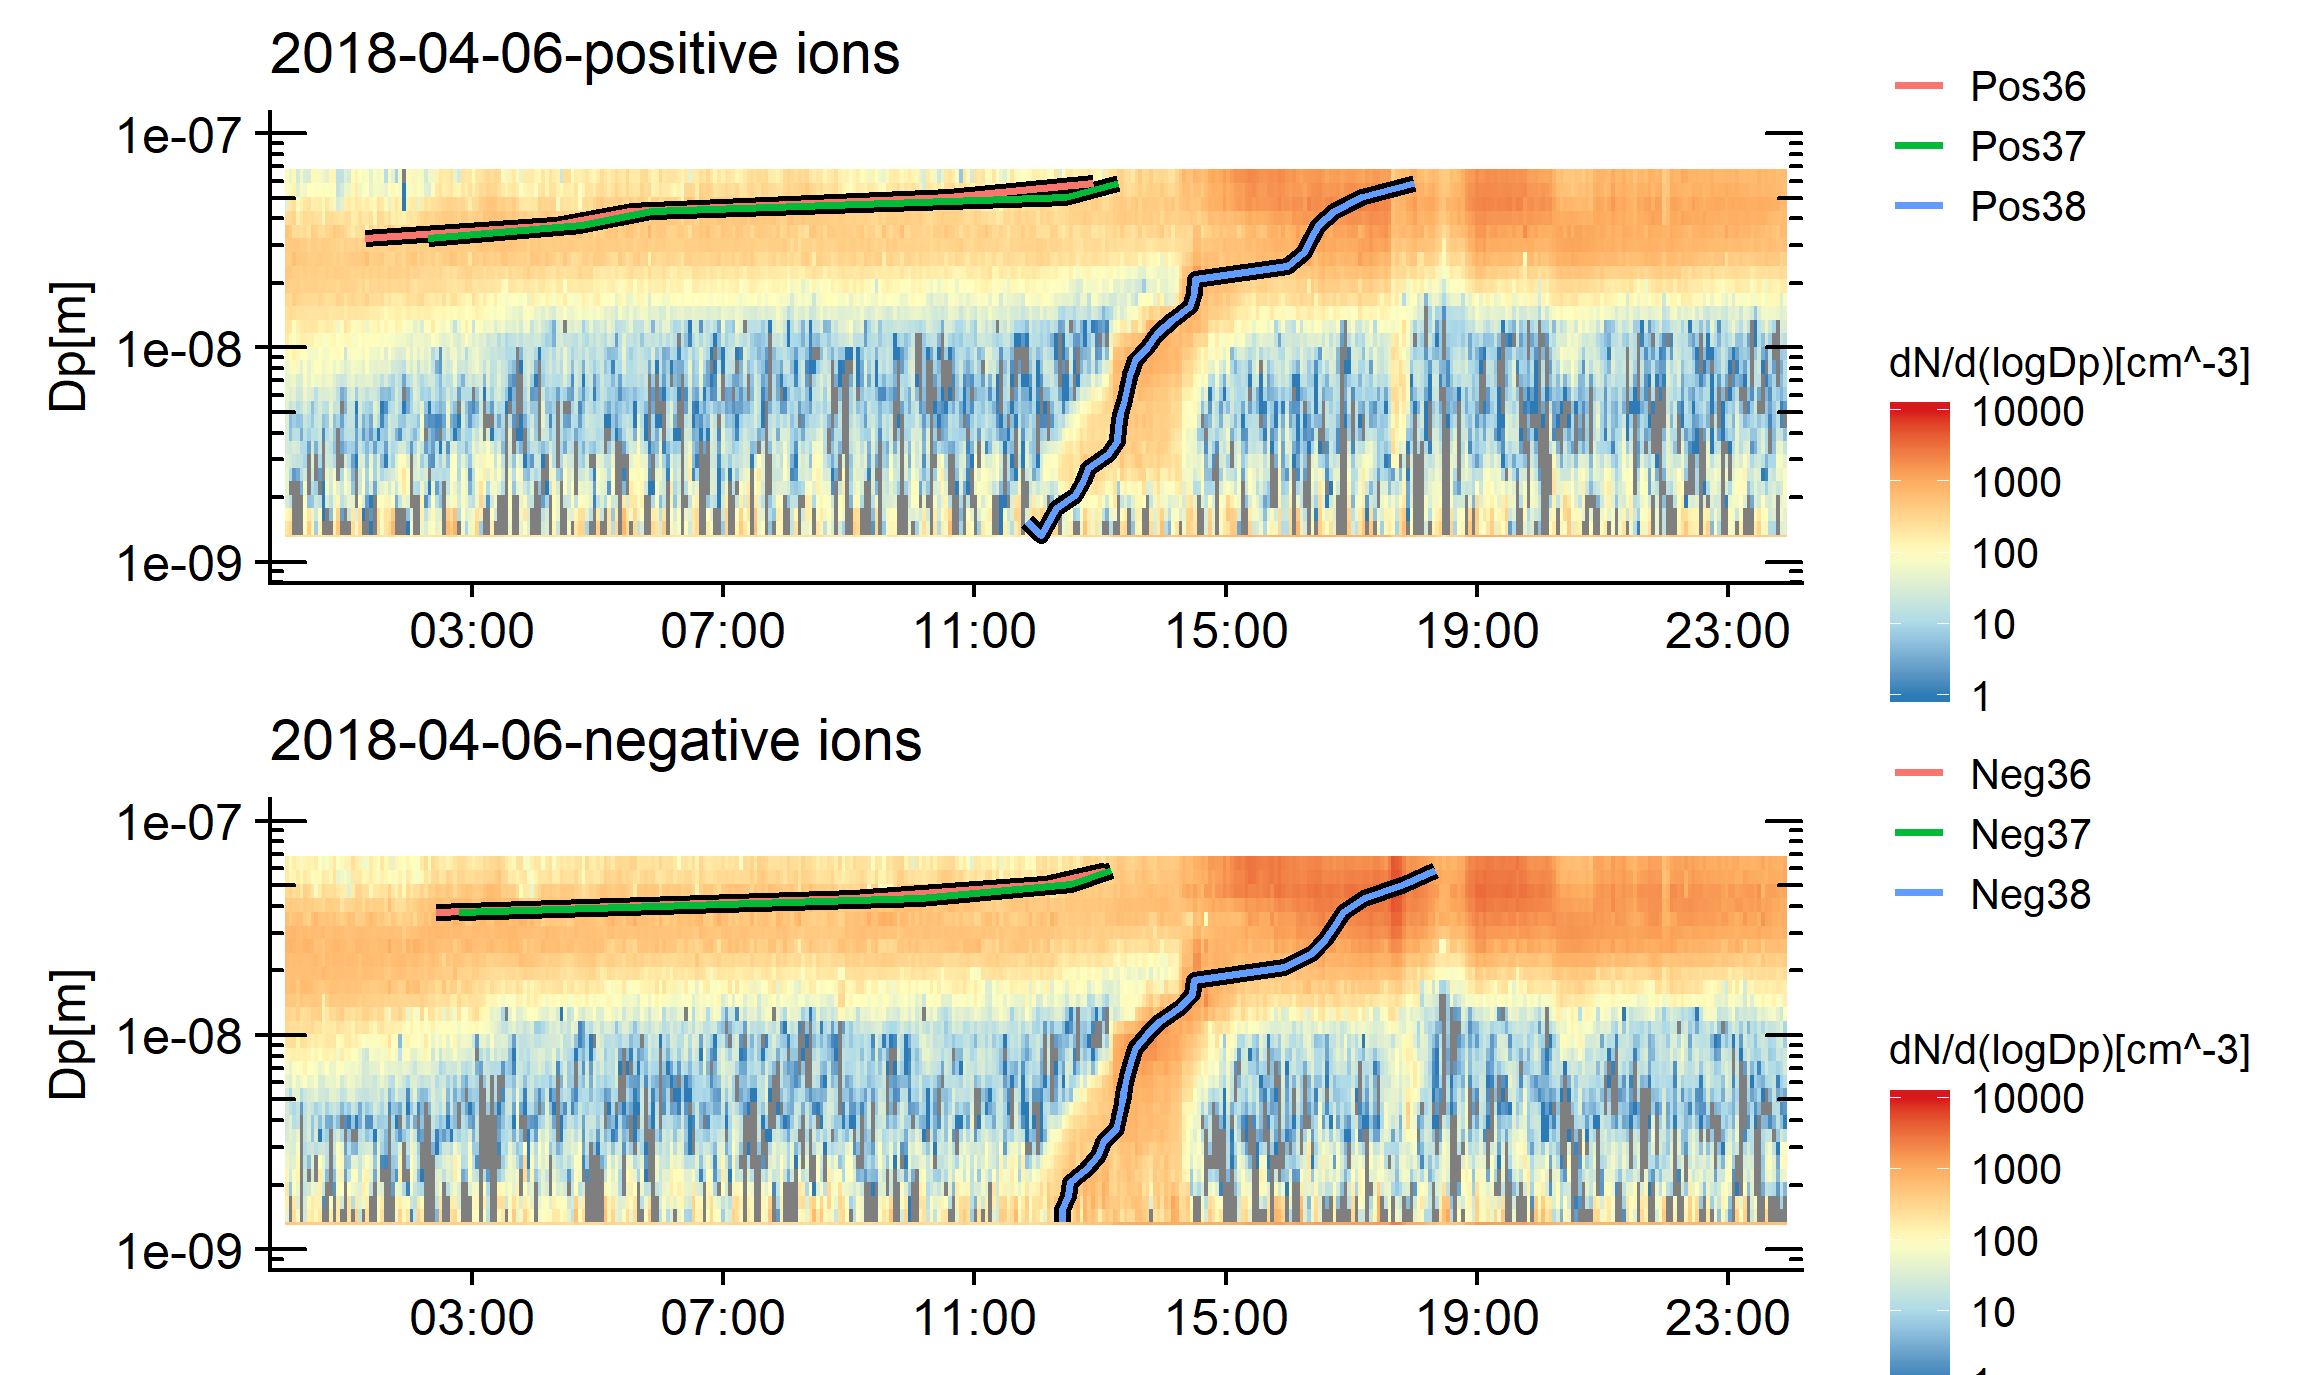 2018-04-06-positive ions
Dp[m]
1e-07
1e-08
1e-09
03:00 07:00 11:00 15:00 19:00 23:00
Pos36
Pos37
Pos38
dN/d(logDp)[cm^-3]
10000
1000
100
10
1
2018-04-06-negative ions
Dp[m]
1e-07
1e-08
1e-09
03:00 07:00 11:00 15:00 19:00 23:00
Neg36
Neg37
Neg38
dN/d(logDp)[cm^-3]
10000
1000
100
10